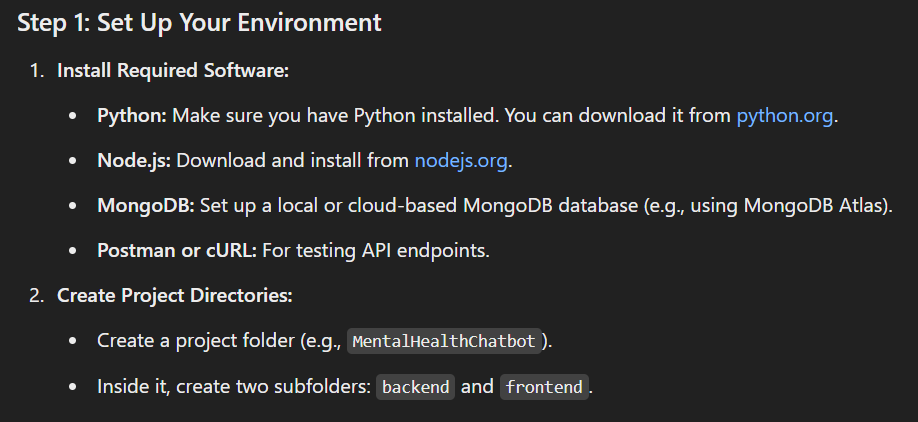 Step 1: Set Up Your Environment
1. Install Required Software:
• Python: Make sure you have Python installed. You can download it from python.org.
• Node.js: Download and install from nodejs.org.
• MongoDB: Set up a local or cloud-based MongoDB database (e.g., using MongoDB Atlas).
• Postman or cURL: For testing API endpoints.
2. Create Project Directories:
• Create a project folder (e.g., MentalHealthChatbot).
• Inside it, create two subfolders: backend and frontend.